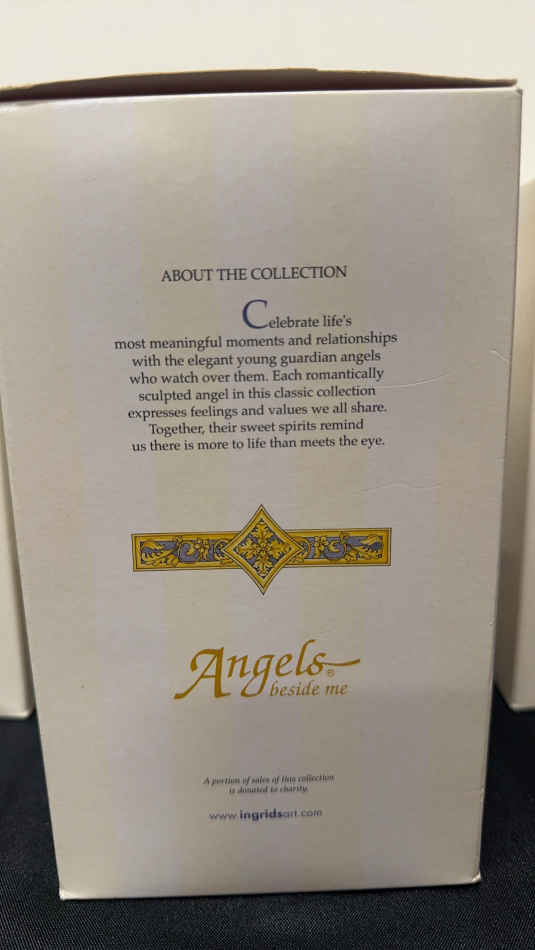 ABOUT THE COLLECTION
Celebrate life's
most meaningful moments and relationships
with the elegant young guardian angels
who watch over them. Each romantically
sculpted angel in this classic collection
expresses feelings and values we all share.
Together, their sweet spirits remind
us there is more to life than meets the eye.
Angels®
beside me
A portion of sales of this collection
is donated to charity.
www.ingridsart.com